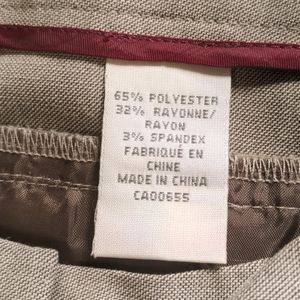 65% POLYESTER
32% RAYONNE/
RAYON
3% SPANDEX
FABRIQUÉ EN
CHINE
MADE IN CHINA
CA00655